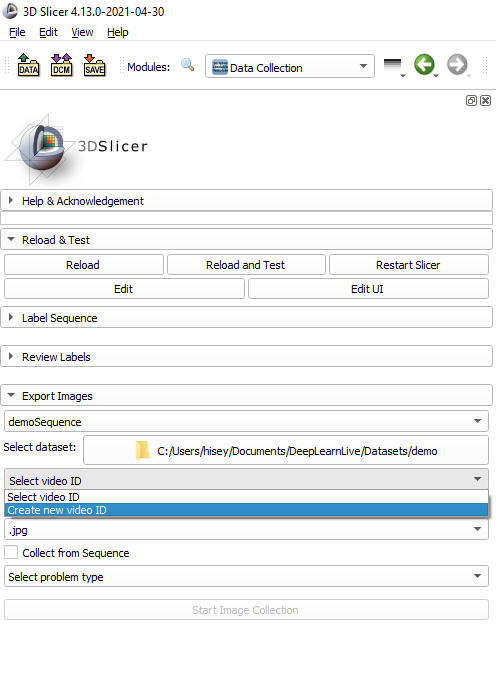 3D Slicer 4.13.0-2021-04-30
File Edit View Help
DATA DCM SAVE Modules: Data Collection
3DSlicer
Help & Acknowledgement
Reload & Test
Reload Reload and Test Restart Slicer
Edit Edit UI
Label Sequence
Review Labels
Export Images
demoSequence
Select dataset: C:/Users/hisey/Documents/DeepLearnLive/Datasets/demo
Select video ID
Select video ID
Create new video ID
.jpg
Collect from Sequence
Select problem type
Start Image Collection